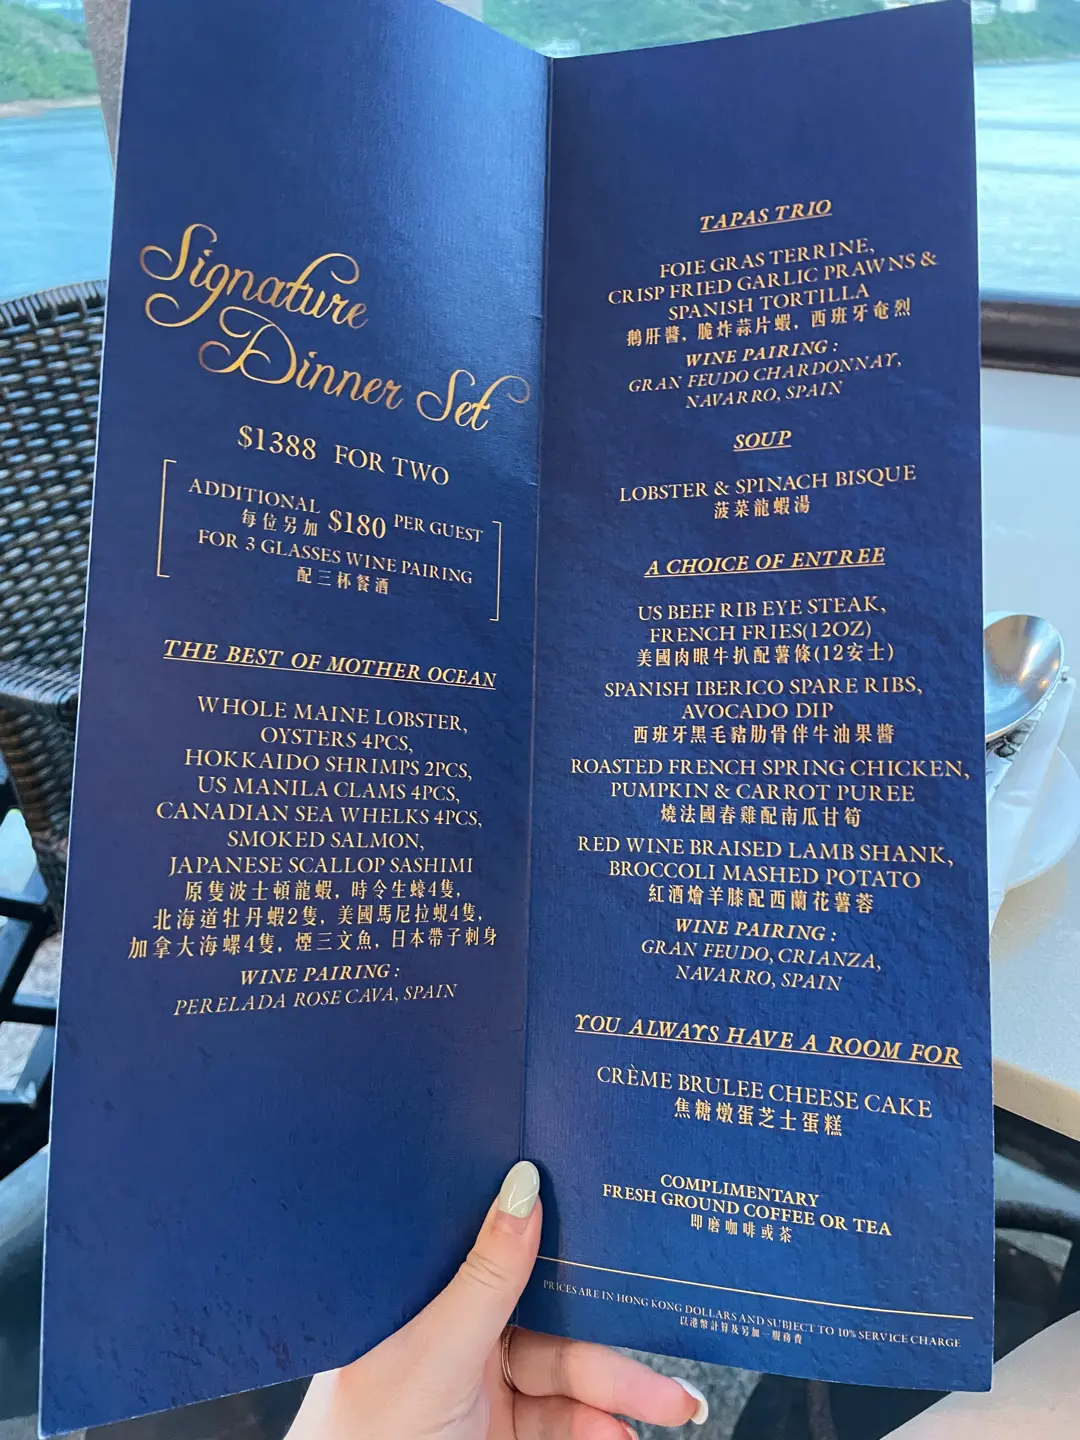 Signature
Dinner Set
$1388 FOR TWO
ADDITIONAL
每位另加 $180 PER GUEST
FOR 3 GLASSES WINE PAIRING
配三杯餐酒
THE BEST OF MOTHER OCEAN
WHOLE MAINE LOBSTER,
OYSTERS 4PCS,
HOKKAIDO SHRIMPS 2PCS,
US MANILA CLAMS 4PCS,
CANADIAN SEA WHELKS 4PCS,
SMOKED SALMON,
JAPANESE SCALLOP SASHIMI
原隻波士頓龍蝦, 時令生蠔4隻,
北海道牡丹蝦2隻, 美國馬尼拉蜆4隻,
加拿大海螺4隻, 煙三文魚, 日本帶子刺身
WINE PAIRING :
PERELADA ROSE CAVA, SPAIN
TAPAS TRIO
FOIE GRAS TERRINE,
CRISP FRIED GARLIC PRAWNS &
SPANISH TORTILLA
鵝肝醬, 脆炸蒜片蝦, 西班牙奄烈
WINE PAIRING :
GRAN FEUDO CHARDONNAY,
NAVARRO, SPAIN
SOUP
LOBSTER & SPINACH BISQUE
菠菜龍蝦湯
A CHOICE OF ENTREE
US BEEF RIB EYE STEAK,
FRENCH FRIES(12OZ)
美國肉眼牛扒配薯條(12安士)
SPANISH IBERICO SPARE RIBS,
AVOCADO DIP
西班牙黑毛豬肋骨伴牛油果醬
ROASTED FRENCH SPRING CHICKEN,
PUMPKIN & CARROT PUREE
燒法國春雞配南瓜甘筍
RED WINE BRAISED LAMB SHANK,
BROCCOLI MASHED POTATO
紅酒燴羊膝配西蘭花薯蓉
WINE PAIRING :
GRAN FEUDO, CRIANZA,
NAVARRO, SPAIN
YOU ALWAYS HAVE A ROOM FOR
CRÈME BRULEE CHEESE CAKE
焦糖燉蛋芝士蛋糕
COMPLIMENTARY
FRESH GROUND COFFEE OR TEA
即磨咖啡或茶
PRICES ARE IN HONG KONG DOLLARS AND SUBJECT TO 10% SERVICE CHARGE
以港幣計算及另加一服務費